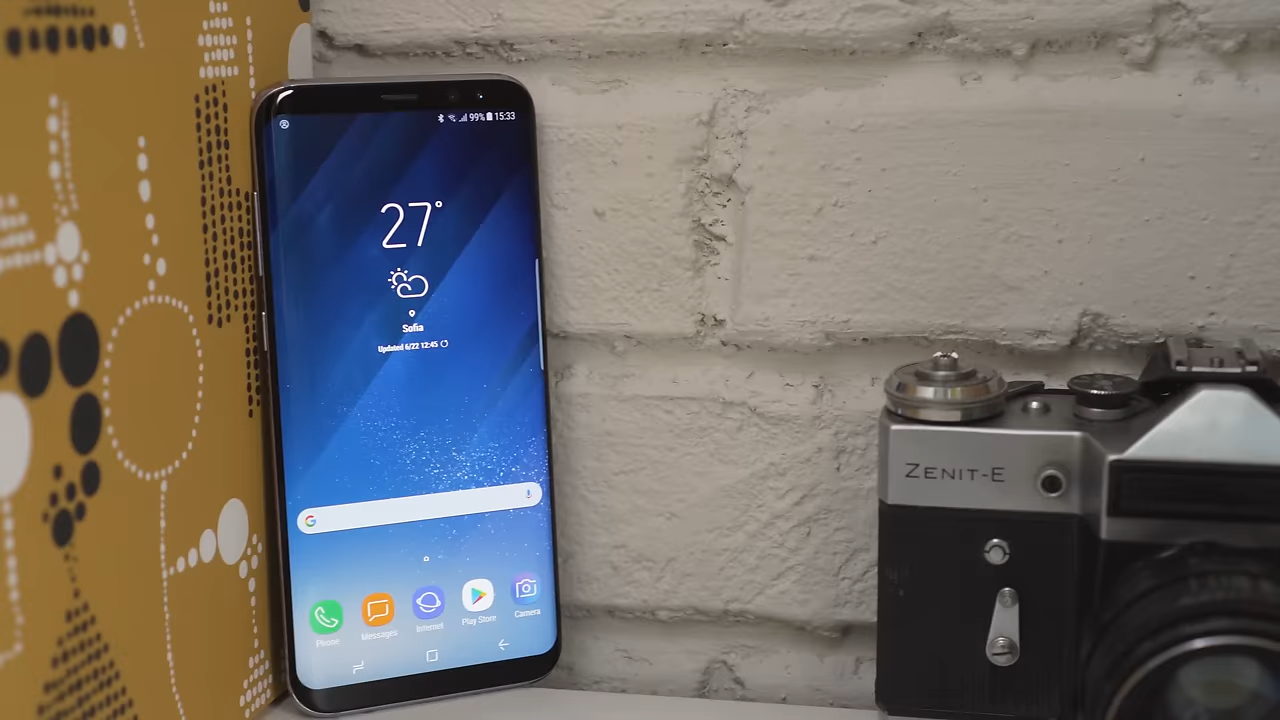 99% 15:33
27°
Sofia
Updated 6/22 12:45
G
Phone
Messages
Internet
Play Store
Camera
ZENIT-E